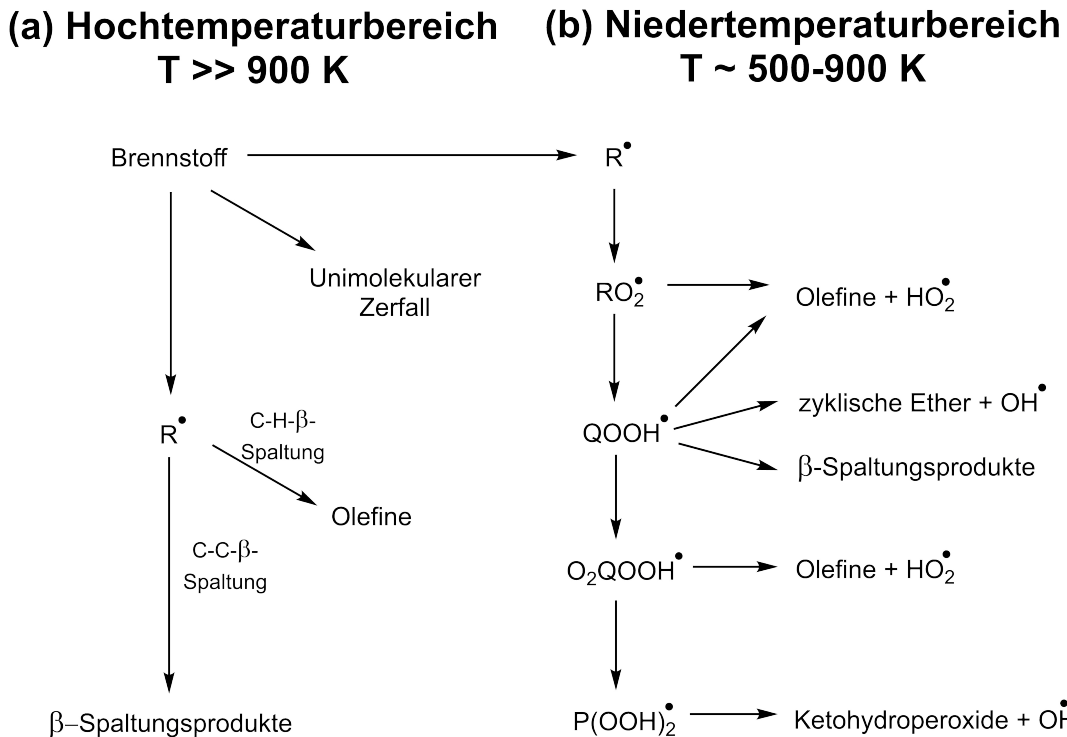 (a) Hochtemperaturbereich
T >> 900 K
(b) Niedertemperaturbereich
T ~ 500-900 K
Brennstoff
R•
Unimolekularer
Zerfall
RO₂•
Olefine + HO₂•
R•
C-H-β-
Spaltung
Olefine
QOOH•
zyklische Ether + OH•
β-Spaltungsprodukte
C-C-β-
Spaltung
O₂QOOH•
Olefine + HO₂•
β–Spaltungsprodukte
P(OOH)₂•
Ketohydroperoxide + OH•